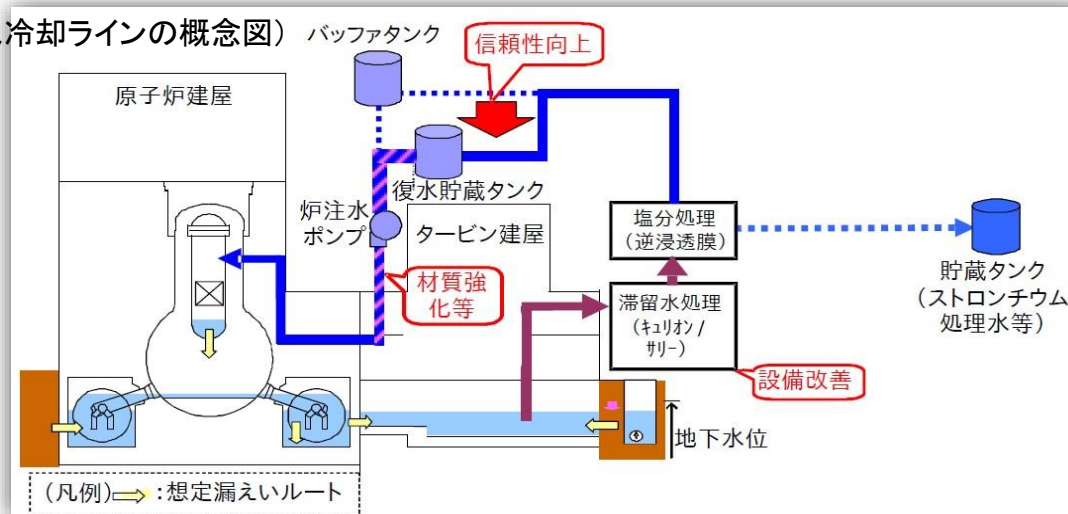 冷却ラインの概念図)
バッファタンク
信頼性向上
原子炉建屋
復水貯蔵タンク
炉注水
ポンプ
タービン建屋
塩分処理
(逆浸透膜)
材質強
化等
滞留水処理
(ｷｭﾘｵﾝ /
ｻﾘｰ)
貯蔵タンク
(ストロンチウム
処理水等)
設備改善
地下水位
(凡例) :想定漏えいルート